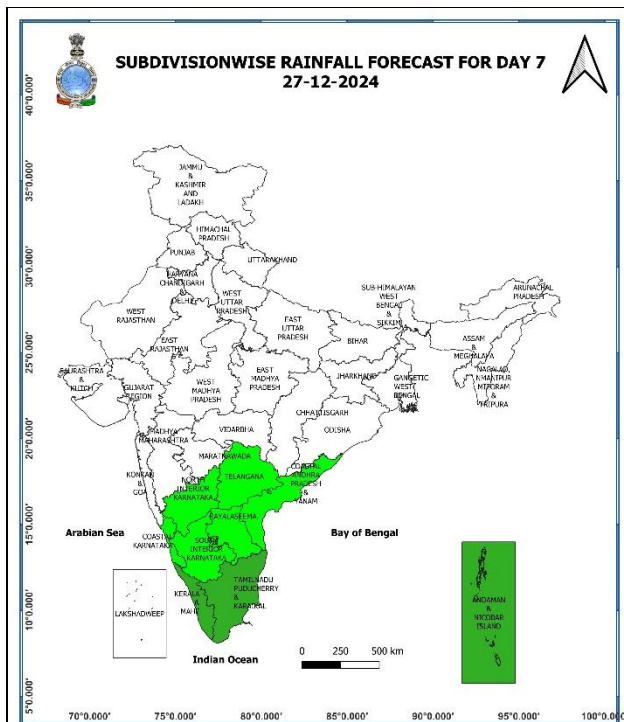 SUBDIVISIONWISE RAINFALL FORECAST FOR DAY 7
27-12-2024
40°0.000'
35°0.000'
30°0.000'
25°0.000'
20°0.000'
15°0.000'
10°0.000'
5°0.000'
JAMMU
&
KASHMIR
AND
LADAKH
HIMACHAL
PRADESH
PUNJAB
UTTARAKHAND
HARYANA
CHANDIGARH
&
DELHI
WEST
UTTAR
PRADESH
SUB-HIMALAYAN
WEST
BENGAL
&
SIKKIM
ARUNACHAL
PRADESH
WEST
RAJASTHAN
EAST
RAJASTHAN
EAST
UTTAR
PRADESH
BIHAR
ASSAM
&
MEGHALAYA
NAGALAND
MANIPUR
MIZORAM
&
TRIPURA
SAURASHTRA
&
KUTCH
GUJARAT
REGION
WEST
MADHYA
PRADESH
EAST
MADHYA
PRADESH
JHARKHAND
GANGETIC
WEST
BENGAL
CHHATTISGARH
ODISHA
VIDARBHA
MADHYA
MAHARASHTRA
MARATHAWADA
KONKAN
&
GOA
NORTH
INTERIOR
KARNATAKA
TELANGANA
COASTAL
ANDHRA
PRADESH
&
YANAM
RAYALASEEMA
Arabian Sea
Bay of Bengal
COASTAL
KARNATAKA
SOUTH
INTERIOR
KARNATAKA
LAKSHADWEEP
KERALA
&
MAHE
TAMILNADU
PUDUCHERRY
&
KARAIKAL
ANDAMAN
&
NICOBAR
ISLAND
Indian Ocean
0 250 500 km
70°0.000' 75°0.000' 80°0.000' 85°0.000' 90°0.000' 95°0.000' 100°0.0